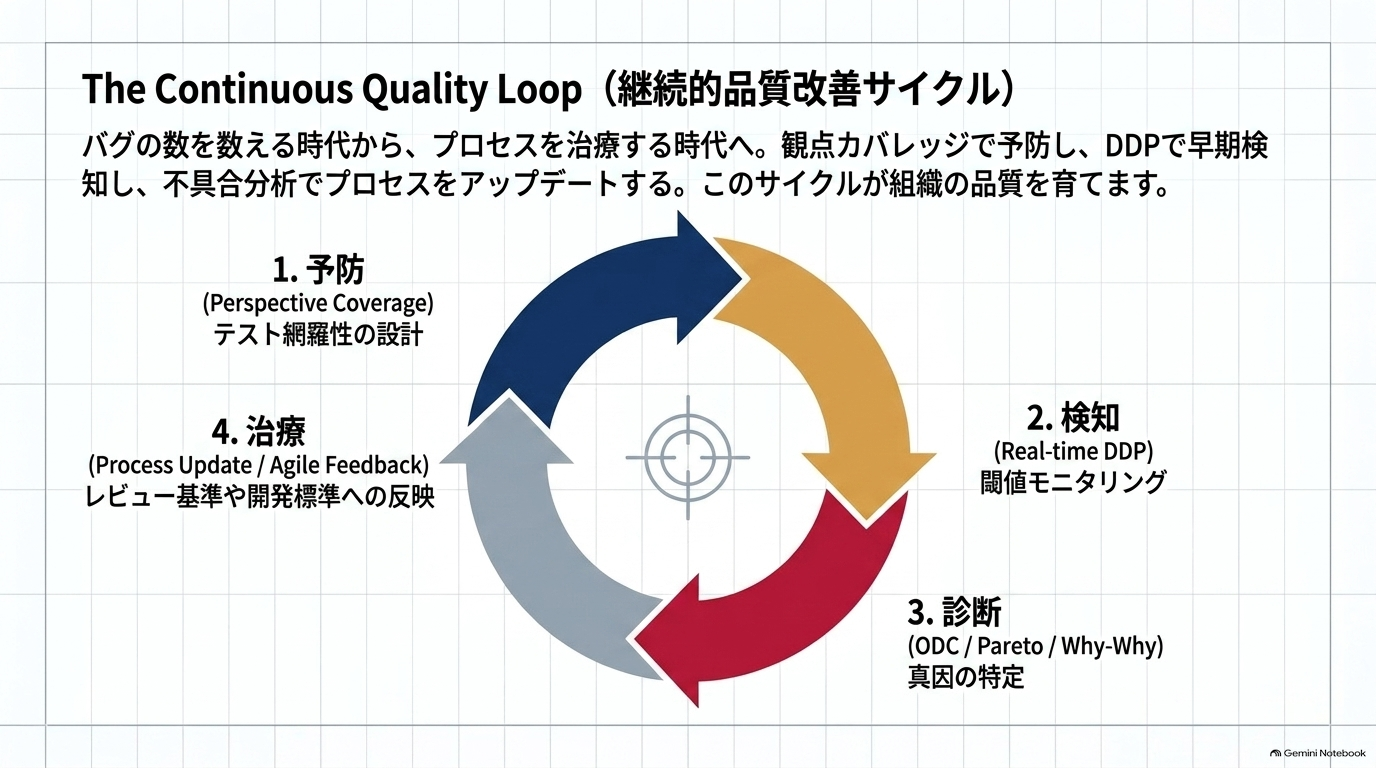 The Continuous Quality Loop（継続的品質改善サイクル）
バグの数を数える時代から、プロセスを治療する時代へ。観点カバレッジで予防し、DDPで早期検
知し、不具合分析でプロセスをアップデートする。このサイクルが組織の品質を育てます。
1. 予防
(Perspective Coverage)
テスト網羅性の設計
2. 検知
(Real-time DDP)
閾値モニタリング
3. 診断
(ODC / Pareto / Why-Why)
真因の特定
4. 治療
(Process Update / Agile Feedback)
レビュー基準や開発標準への反映
Gemini Notebook